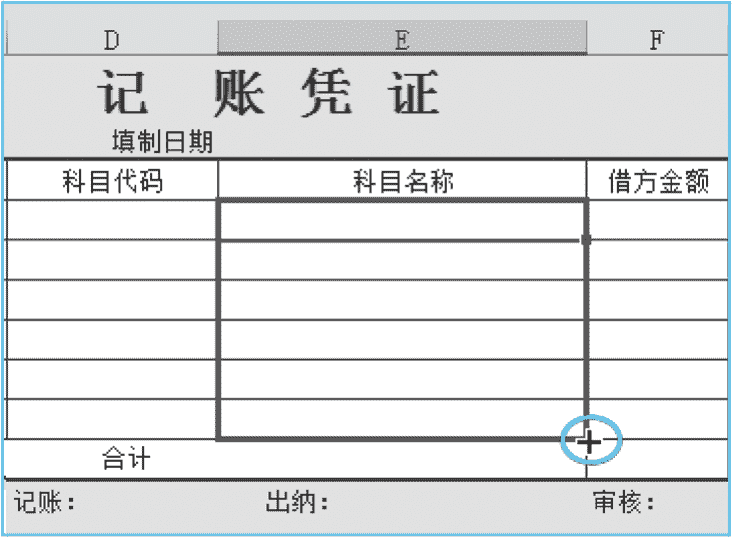 D E F
记 账 凭 证
填制日期
科目代码 科目名称 借方金额
合计
记账： 出纳： 审核：